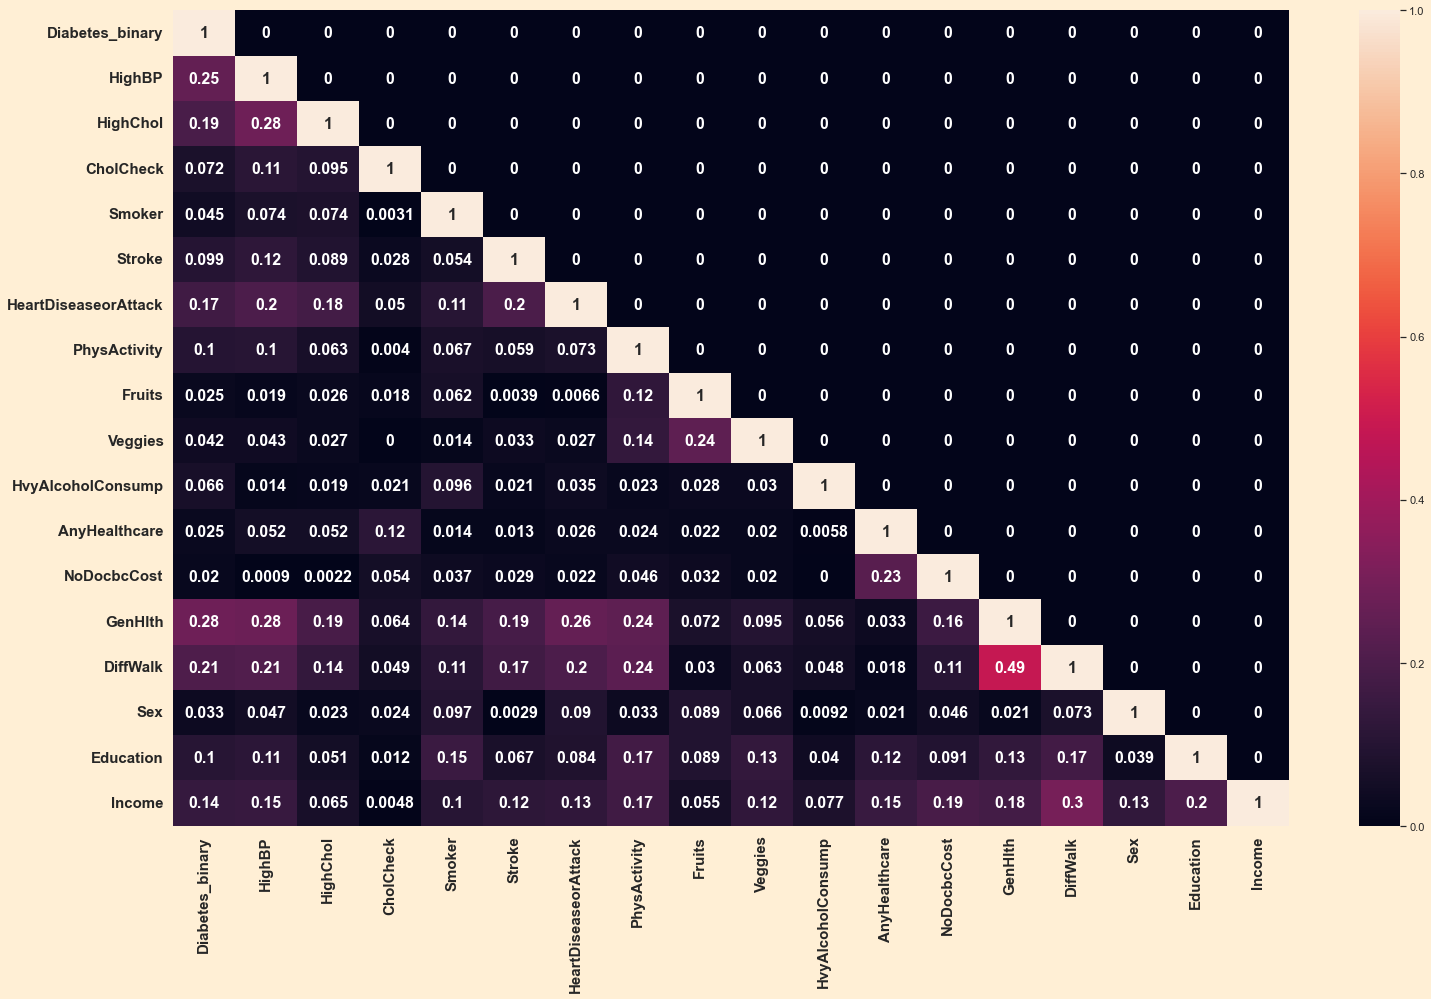 Diabetes_binary 1 0 0 0 0 0 0 0 0 0 0 0 0 0 0 0 0 0
HighBP 0.25 1 0 0 0 0 0 0 0 0 0 0 0 0 0 0 0 0
HighChol 0.19 0.28 1 0 0 0 0 0 0 0 0 0 0 0 0 0 0 0
CholCheck 0.072 0.11 0.095 1 0 0 0 0 0 0 0 0 0 0 0 0 0 0
Smoker 0.045 0.074 0.074 0.0031 1 0 0 0 0 0 0 0 0 0 0 0 0 0
Stroke 0.099 0.12 0.089 0.028 0.054 1 0 0 0 0 0 0 0 0 0 0 0 0
HeartDiseaseorAttack 0.17 0.2 0.18 0.05 0.11 0.2 1 0 0 0 0 0 0 0 0 0 0 0
PhysActivity 0.1 0.1 0.063 0.004 0.067 0.059 0.073 1 0 0 0 0 0 0 0 0 0 0
Fruits 0.025 0.019 0.026 0.018 0.062 0.0039 0.0066 0.12 1 0 0 0 0 0 0 0 0 0
Veggies 0.042 0.043 0.027 0 0.014 0.033 0.027 0.14 0.24 1 0 0 0 0 0 0 0 0
HvyAlcoholConsump 0.066 0.014 0.019 0.021 0.096 0.021 0.035 0.023 0.028 0.03 1 0 0 0 0 0 0 0
AnyHealthcare 0.025 0.052 0.052 0.12 0.014 0.013 0.026 0.024 0.022 0.02 0.0058 1 0 0 0 0 0 0
NoDocbcCost 0.02 0.0009 0.0022 0.054 0.037 0.029 0.022 0.046 0.032 0.02 0 0.23 1 0 0 0 0 0
GenHlth 0.28 0.28 0.19 0.064 0.14 0.19 0.26 0.24 0.072 0.095 0.056 0.033 0.16 1 0 0 0 0
DiffWalk 0.21 0.21 0.14 0.049 0.11 0.17 0.2 0.24 0.03 0.063 0.048 0.018 0.11 0.49 1 0 0 0
Sex 0.033 0.047 0.023 0.024 0.097 0.0029 0.09 0.033 0.089 0.066 0.0092 0.021 0.046 0.021 0.073 1 0 0
Education 0.1 0.11 0.051 0.012 0.15 0.067 0.084 0.17 0.089 0.13 0.04 0.12 0.091 0.13 0.17 0.039 1 0
Income 0.14 0.15 0.065 0.0048 0.1 0.12 0.13 0.17 0.055 0.12 0.077 0.15 0.19 0.18 0.3 0.13 0.2 1
Diabetes_binary
HighBP
HighChol
CholCheck
Smoker
Stroke
HeartDiseaseorAttack
PhysActivity
Fruits
Veggies
HvyAlcoholConsump
AnyHealthcare
NoDocbcCost
GenHlth
DiffWalk
Sex
Education
Income
1.0
0.8
0.6
0.4
0.2
0.0